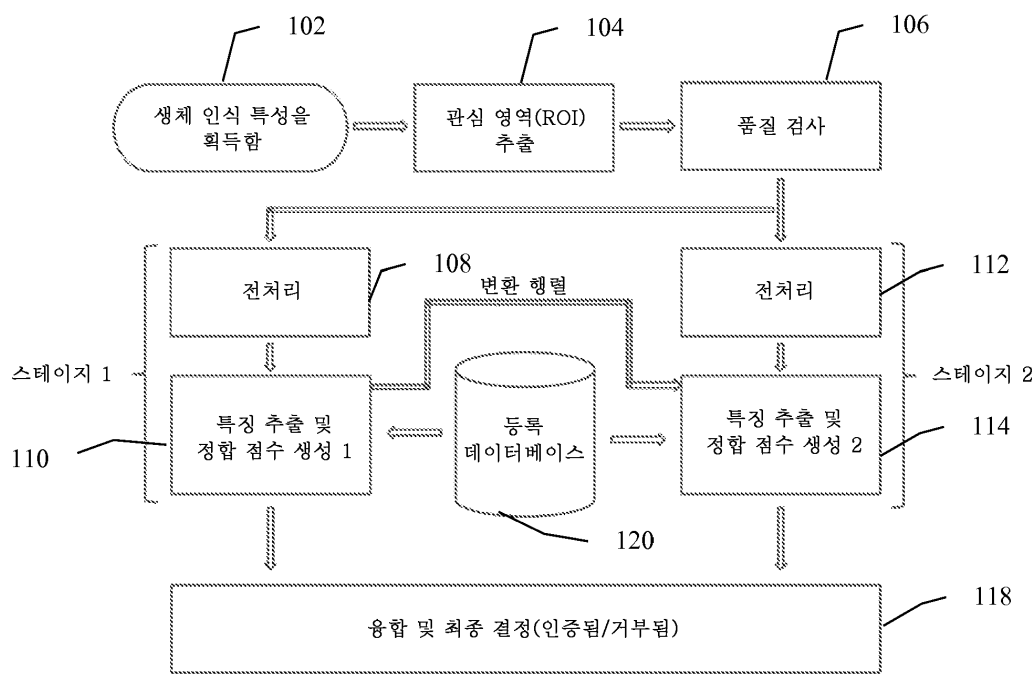 102
104
106
생체 인식 특성을
획득함
관심 영역(ROI)
추출
품질 검사
전처리
108
변환 행렬
전처리
112
스테이지 1
스테이지 2
특징 추출 및
정합 점수 생성 1
110
등록
데이터베이스
120
특징 추출 및
정합 점수 생성 2
114
융합 및 최종 결정(인증됨/거부됨)
118